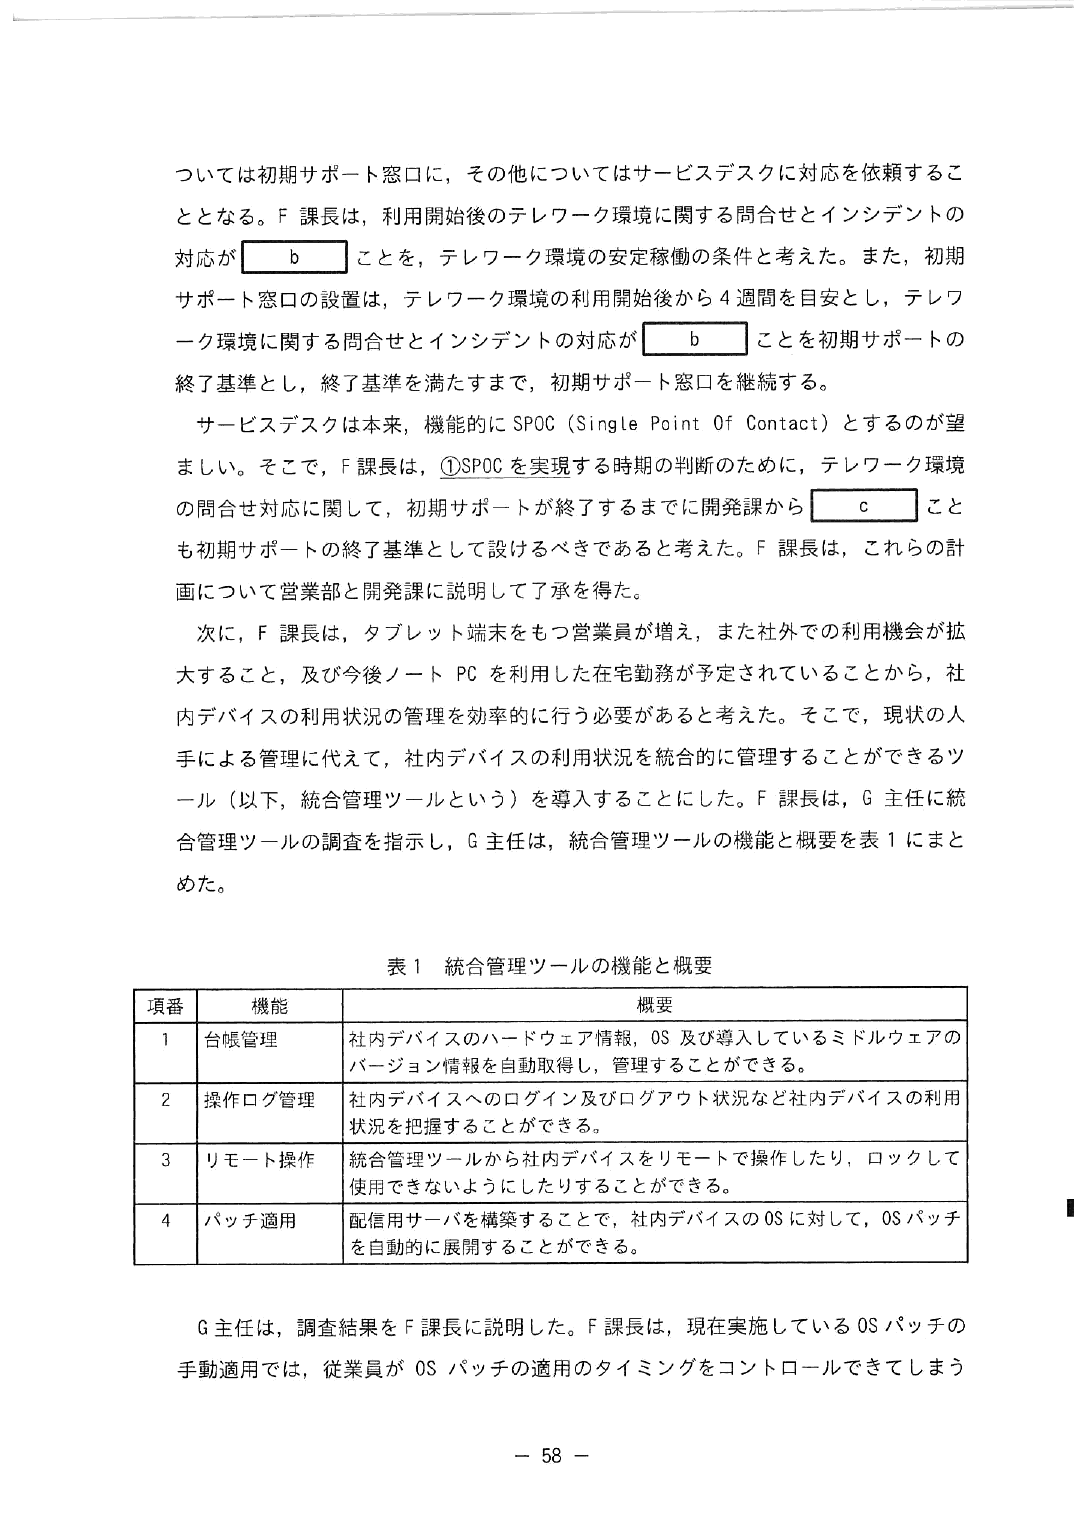 ついては初期サポート窓口に，その他についてはサービスデスクに対応を依頼するこ
ととなる。F 課長は，利用開始後のテレワーク環境に関する問合せとインシデントの
対応が b ことを，テレワーク環境の安定稼働の条件と考えた。また，初期
サポート窓口の設置は，テレワーク環境の利用開始後から 4 週間を目安とし，テレワ
ーク環境に関する問合せとインシデントの対応が b ことを初期サポートの
終了基準とし，終了基準を満たすまで，初期サポート窓口を継続する。
サービスデスクは本来，機能的に SPOC（Single Point Of Contact）とするのが望
ましい。そこで，F 課長は，①SPOC を実現する時期の判断のために，テレワーク環境
の問合せ対応に関して，初期サポートが終了するまでに開発課から c こと
も初期サポートの終了基準として設けるべきであると考えた。F 課長は，これらの計
画について営業部と開発課に説明して了承を得た。
次に，F 課長は，タブレット端末をもつ営業員が増え，また社外での利用機会が拡
大すること，及び今後ノート PC を利用した在宅勤務が予定されていることから，社
内デバイスの利用状況の管理を効率的に行う必要があると考えた。そこで，現状の人
手による管理に代えて，社内デバイスの利用状況を統合的に管理することができるツ
ール（以下，統合管理ツールという）を導入することにした。F 課長は，G 主任に統
合管理ツールの調査を指示し，G 主任は，統合管理ツールの機能と概要を表 1 にまと
めた。
表 1 統合管理ツールの機能と概要
項番 機能 概要
1 台帳管理 社内デバイスのハードウェア情報，OS 及び導入しているミドルウェアの
バージョン情報を自動取得し，管理することができる。
2 操作ログ管理 社内デバイスへのログイン及びログアウト状況など社内デバイスの利用
状況を把握することができる。
3 リモート操作 統合管理ツールから社内デバイスをリモートで操作したり，ロックして
使用できないようにしたりすることができる。
4 パッチ適用 配信用サーバを構築することで，社内デバイスの OS に対して，OS パッチ
を自動的に展開することができる。
G 主任は，調査結果を F 課長に説明した。F 課長は，現在実施している OS パッチの
手動適用では，従業員が OS パッチの適用のタイミングをコントロールできてしまう
－ 58 －